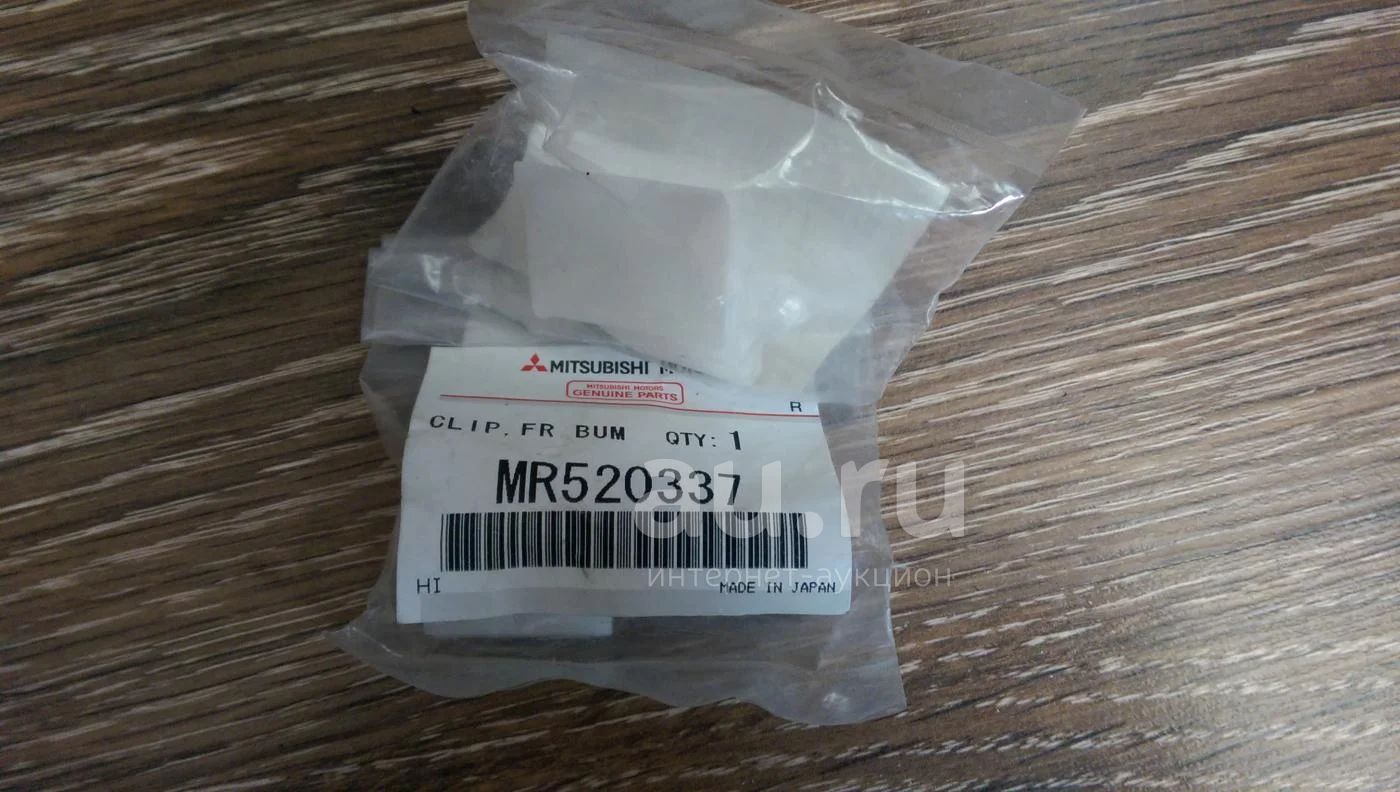 MITSUBISHI
MITSUBISHI MOTORS
GENUINE PARTS
R
CLIP, FR BUM QTY: 1
MR520337
au.ru
интернет-аукцион
HI MADE IN JAPAN